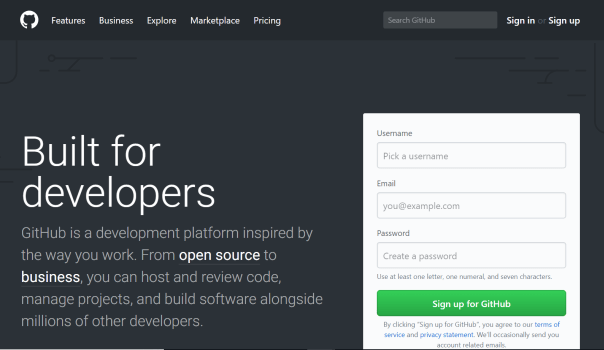 Features Business Explore Marketplace Pricing Search GitHub Sign in or Sign up
Built for
developers
GitHub is a development platform inspired by
the way you work. From open source to
business, you can host and review code,
manage projects, and build software alongside
millions of other developers.
Username
Pick a username
Email
you@example.com
Password
Create a password
Use at least one letter, one numeral, and seven characters.
Sign up for GitHub
By clicking "Sign up for GitHub", you agree to our terms of
service and privacy statement. We'll occasionally send you
account related emails.